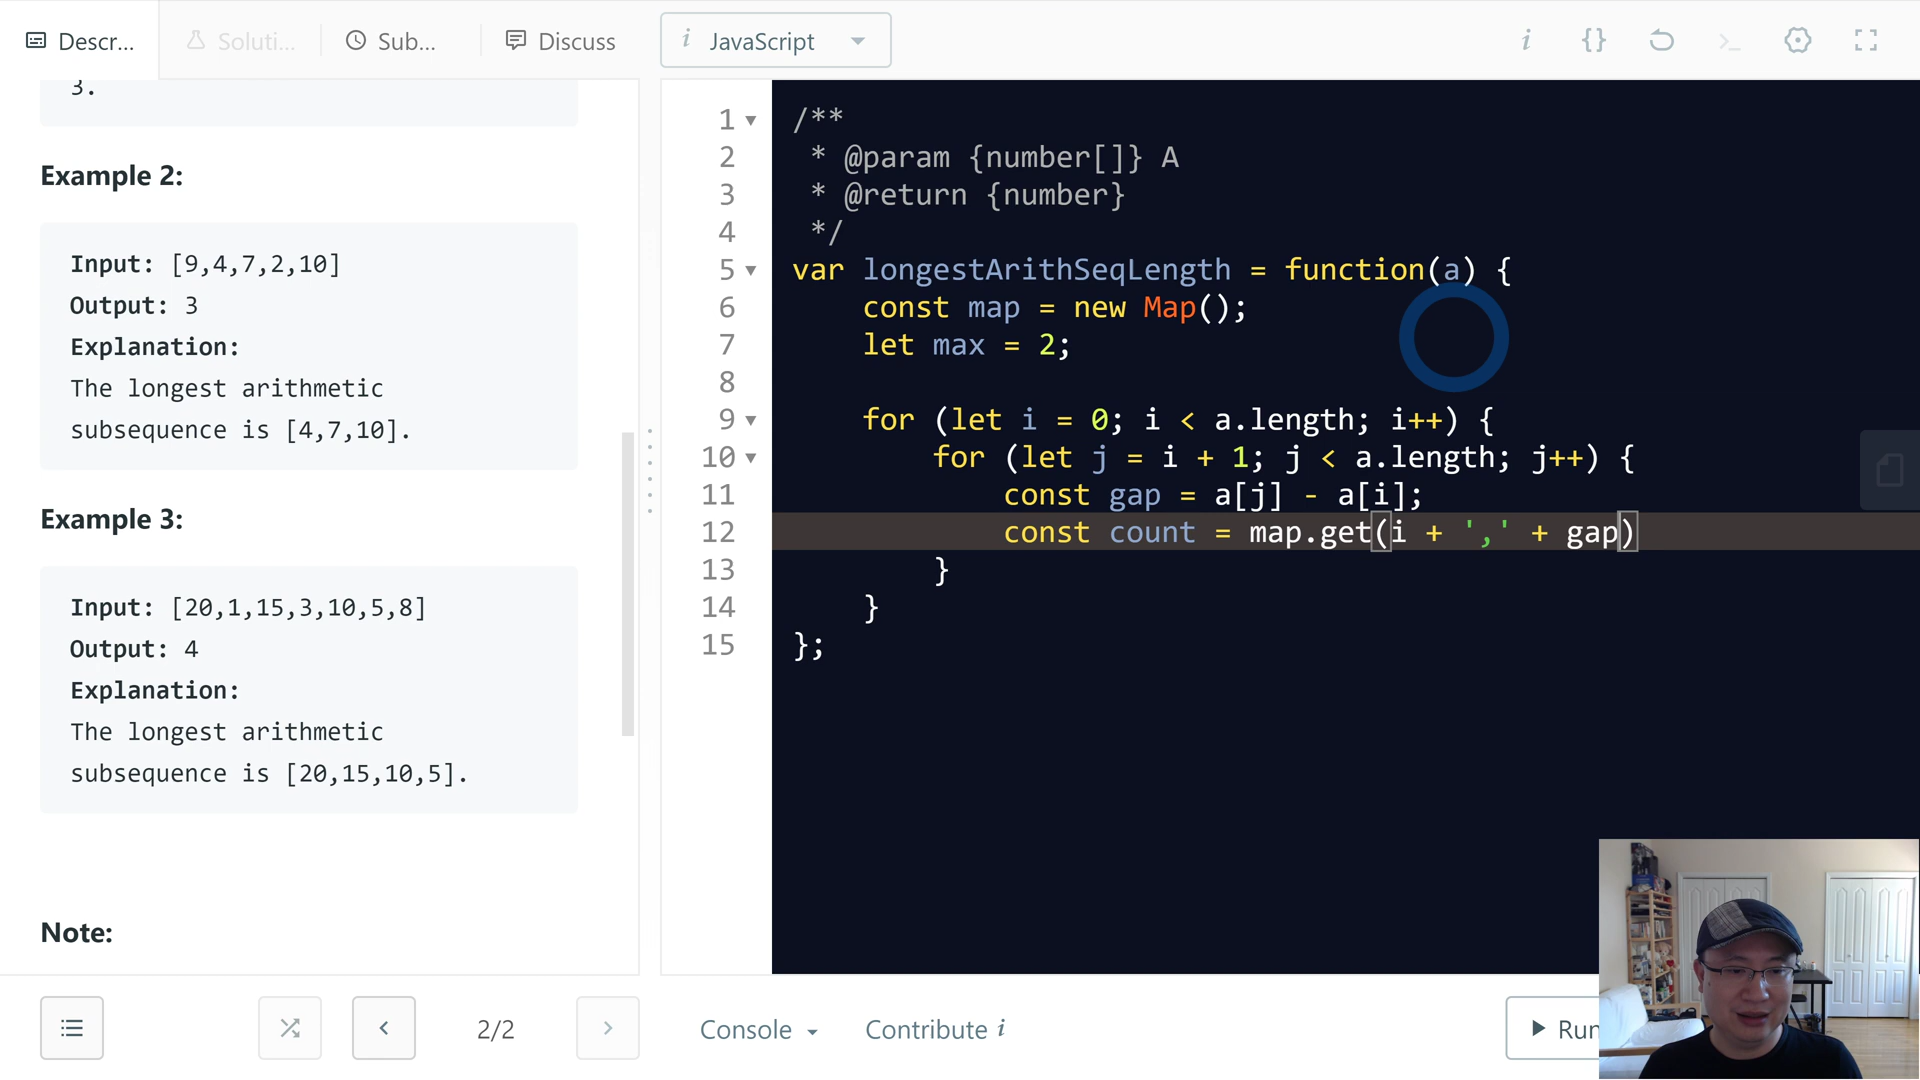 Descr...
Soluti...
Sub...
Discuss
i JavaScript
i {} >_
3.
Example 2:
Input: [9,4,7,2,10]
Output: 3
Explanation:
The longest arithmetic
subsequence is [4,7,10].
Example 3:
Input: [20,1,15,3,10,5,8]
Output: 4
Explanation:
The longest arithmetic
subsequence is [20,15,10,5].
Note:
1 /**
2  * @param {number[]} A
3  * @return {number}
4  */
5 var longestArithSeqLength = function(a) {
6     const map = new Map();
7     let max = 2;
8
9     for (let i = 0; i < a.length; i++) {
10         for (let j = i + 1; j < a.length; j++) {
11             const gap = a[j] - a[i];
12             const count = map.get(i + ',' + gap)
13         }
14     }
15 };
2/2
Console
Contribute i
Run